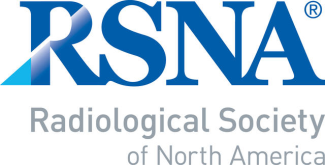 RSNA®
Radiological Society
of North America